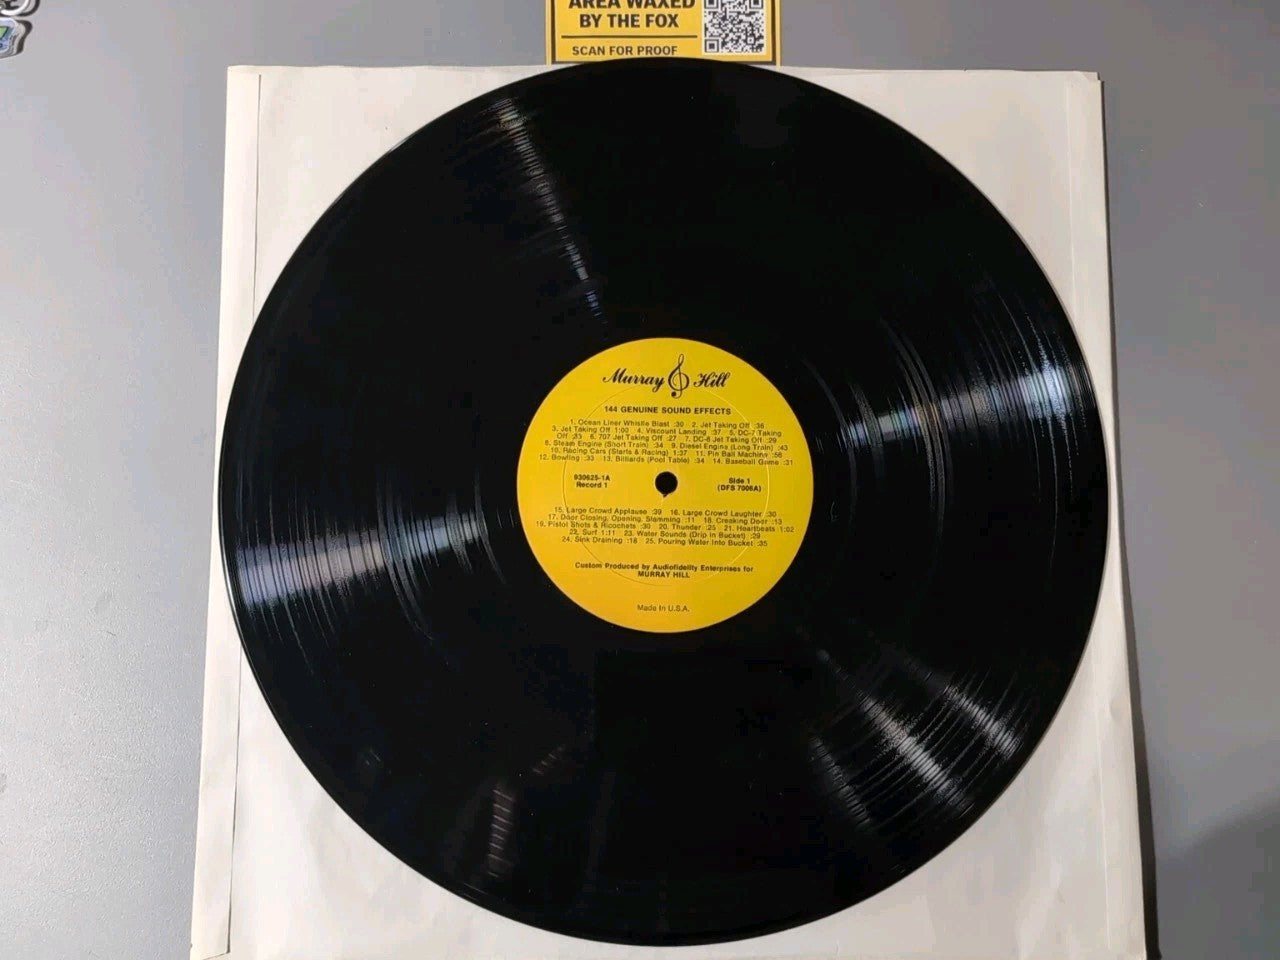 AREA WAXED
BY THE FOX
SCAN FOR PROOF
Murray Hill
144 GENUINE SOUND EFFECTS
1. Ocean Liner Whistle Blast :30 2. Jet Taking Off :36
3. Jet Taking Off 1:00 4. Viscount Landing :37 5. DC-7 Taking
Off :33 6. 707 Jet Taking Off :27 7. DC-8 Jet Taking Off :29
8. Steam Engine (Short Train) :34 9. Diesel Engine (Long Train) :43
10. Racing Cars (Starts & Racing) 1:37 11. Pin Ball Machine :56
12. Bowling :33 13. Billiards (Pool Table) :34 14. Baseball Game :31
930625-1A Side 1
Record 1 (DFS 7006A)
15. Large Crowd Applause :39 16. Large Crowd Laughter :30
17. Door Closing, Opening, Slamming :11 18. Creaking Door :13
19. Pistol Shots & Ricochets :30 20. Thunder :25 21. Heartbeats 1:02
22. Surf 1:11 23. Water Sounds (Drip in Bucket) :29
24. Sink Draining :18 25. Pouring Water Into Bucket :35
Custom Produced by Audiofidelity Enterprises for
MURRAY HILL
Made In U.S.A.